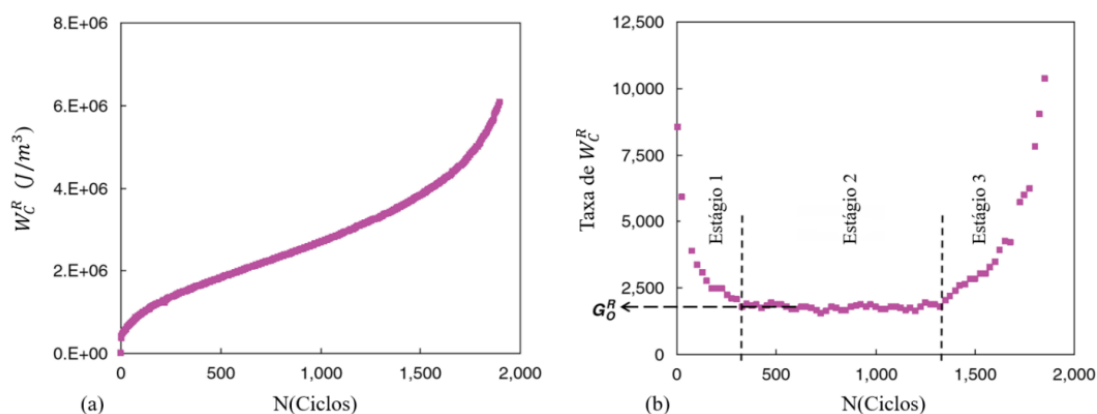 8.E+06
6.E+06
4.E+06
2.E+06
0.E+00
W_C^R (J/m³)
0
500
1,000
1,500
2,000
(a)
N(Ciclos)
12,500
10,000
7,500
5,000
2,500
0
Taxa de W_C^R
G_O^R
Estágio 1
Estágio 2
Estágio 3
0
500
1,000
1,500
2,000
(b)
N(Ciclos)